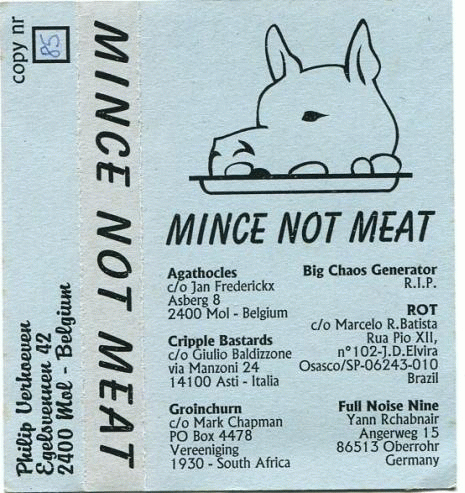 copy nr
85
Philip Verhoeven
Egelsvennen 42
2400 Mol - Belgium
MINCE NOT MEAT
MINCE NOT MEAT
Agathocles
c/o Jan Frederickx
Asberg 8
2400 Mol - Belgium
Cripple Bastards
c/o Giulio Baldizzone
via Manzoni 24
14100 Asti - Italia
Groinchurn
c/o Mark Chapman
PO Box 4478
Vereeniging
1930 - South Africa
Big Chaos Generator
R.I.P.
ROT
c/o Marcelo R.Batista
Rua Pio XII,
n°102-J.D.Elvira
Osasco/SP-06243-010
Brazil
Full Noise Nine
Yann Rchabnair
Angerweg 15
86513 Oberrohr
Germany